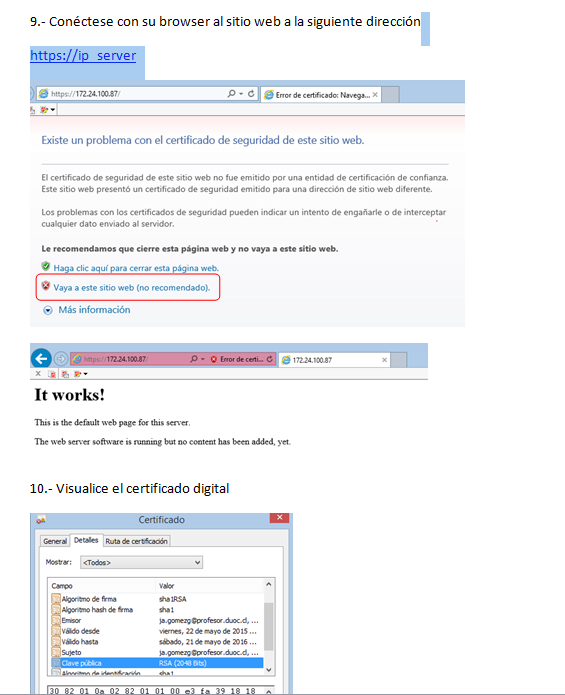 9.- Conéctese con su browser al sitio web a la siguiente dirección
https://ip_server
https://172.24.100.87/
Error de certificado: Navega...
Existe un problema con el certificado de seguridad de este sitio web.
El certificado de seguridad de este sitio web no fue emitido por una entidad de certificación de confianza.
Este sitio web presentó un certificado de seguridad emitido para una dirección de sitio web diferente.
Los problemas con los certificados de seguridad pueden indicar un intento de engañarle o de interceptar
cualquier dato enviado al servidor.
Le recomendamos que cierre esta página web y no vaya a este sitio web.
Haga clic aquí para cerrar esta página web.
Vaya a este sitio web (no recomendado).
Más información
https://172.24.100.87/
Error de certi...
172.24.100.87
It works!
This is the default web page for this server.
The web server software is running but no content has been added, yet.
10.- Visualice el certificado digital
Certificado
General Detalles Ruta de certificación
Mostrar: <Todos>
Campo Valor
Algoritmo de firma sha1RSA
Algoritmo hash de firma sha1
Emisor ja.gomezg@profesor.duoc.cl, ...
Válido desde viernes, 22 de mayo de 2015 ...
Válido hasta sábado, 21 de mayo de 2016 ...
Sujeto ja.gomezg@profesor.duoc.cl, ...
Clave pública RSA (2048 Bits)
Algoritmo de identificación sha1
30 82 01 0a 02 82 01 01 00 e3 fa 39 18 18